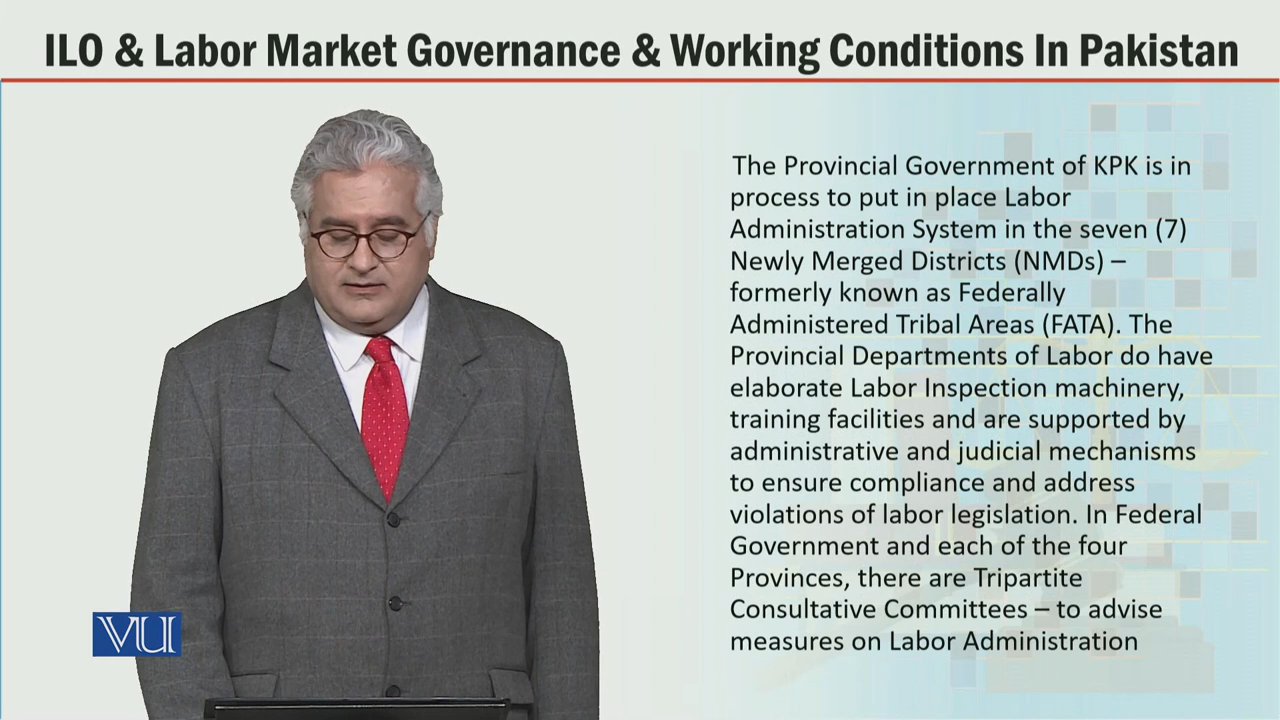 ILO & Labor Market Governance & Working Conditions In Pakistan
The Provincial Government of KPK is in
process to put in place Labor
Administration System in the seven (7)
Newly Merged Districts (NMDs) –
formerly known as Federally
Administered Tribal Areas (FATA). The
Provincial Departments of Labor do have
elaborate Labor Inspection machinery,
training facilities and are supported by
administrative and judicial mechanisms
to ensure compliance and address
violations of labor legislation. In Federal
Government and each of the four
Provinces, there are Tripartite
Consultative Committees – to advise
measures on Labor Administration
VU